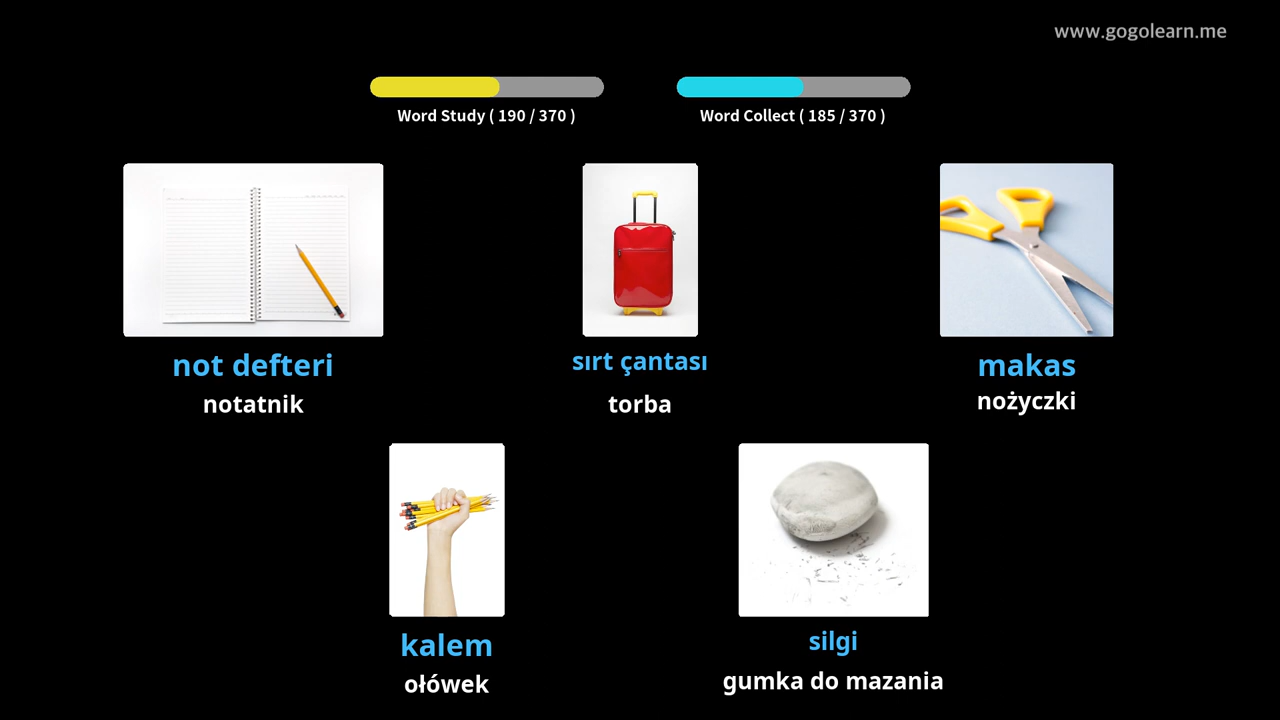 www.gogolearn.me
Word Study ( 190 / 370 )
Word Collect ( 185 / 370 )
not defteri
notatnik
sırt çantası
torba
makas
nożyczki
kalem
ołówek
silgi
gumka do mazania